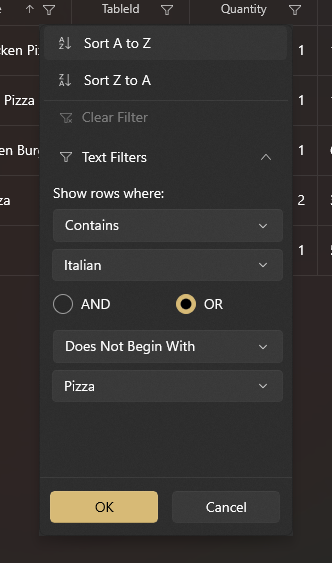 TableId Quantity
Sort A to Z
cken Pi 1
Sort Z to A
Pizza 1
Clear Filter
en Burg 1
Text Filters
Show rows where:
za 2
Contains
1
Italian
AND OR
Does Not Begin With
Pizza
OK Cancel